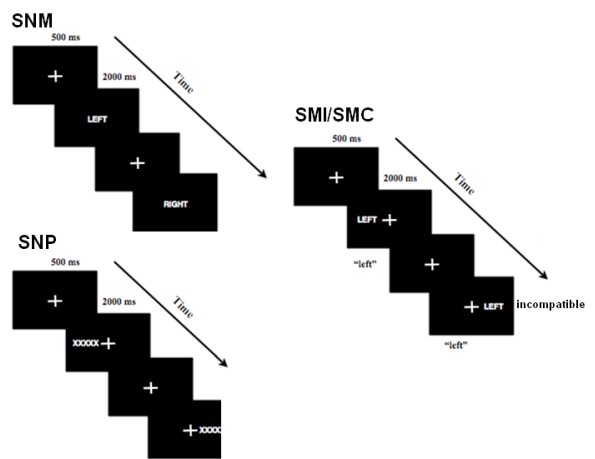 SNM
500 ms
2000 ms
Time
LEFT
RIGHT
SMI/SMC
500 ms
2000 ms
Time
LEFT
"left"
LEFT
incompatible
"left"
SNP
500 ms
2000 ms
Time
XXXXX
XXXX